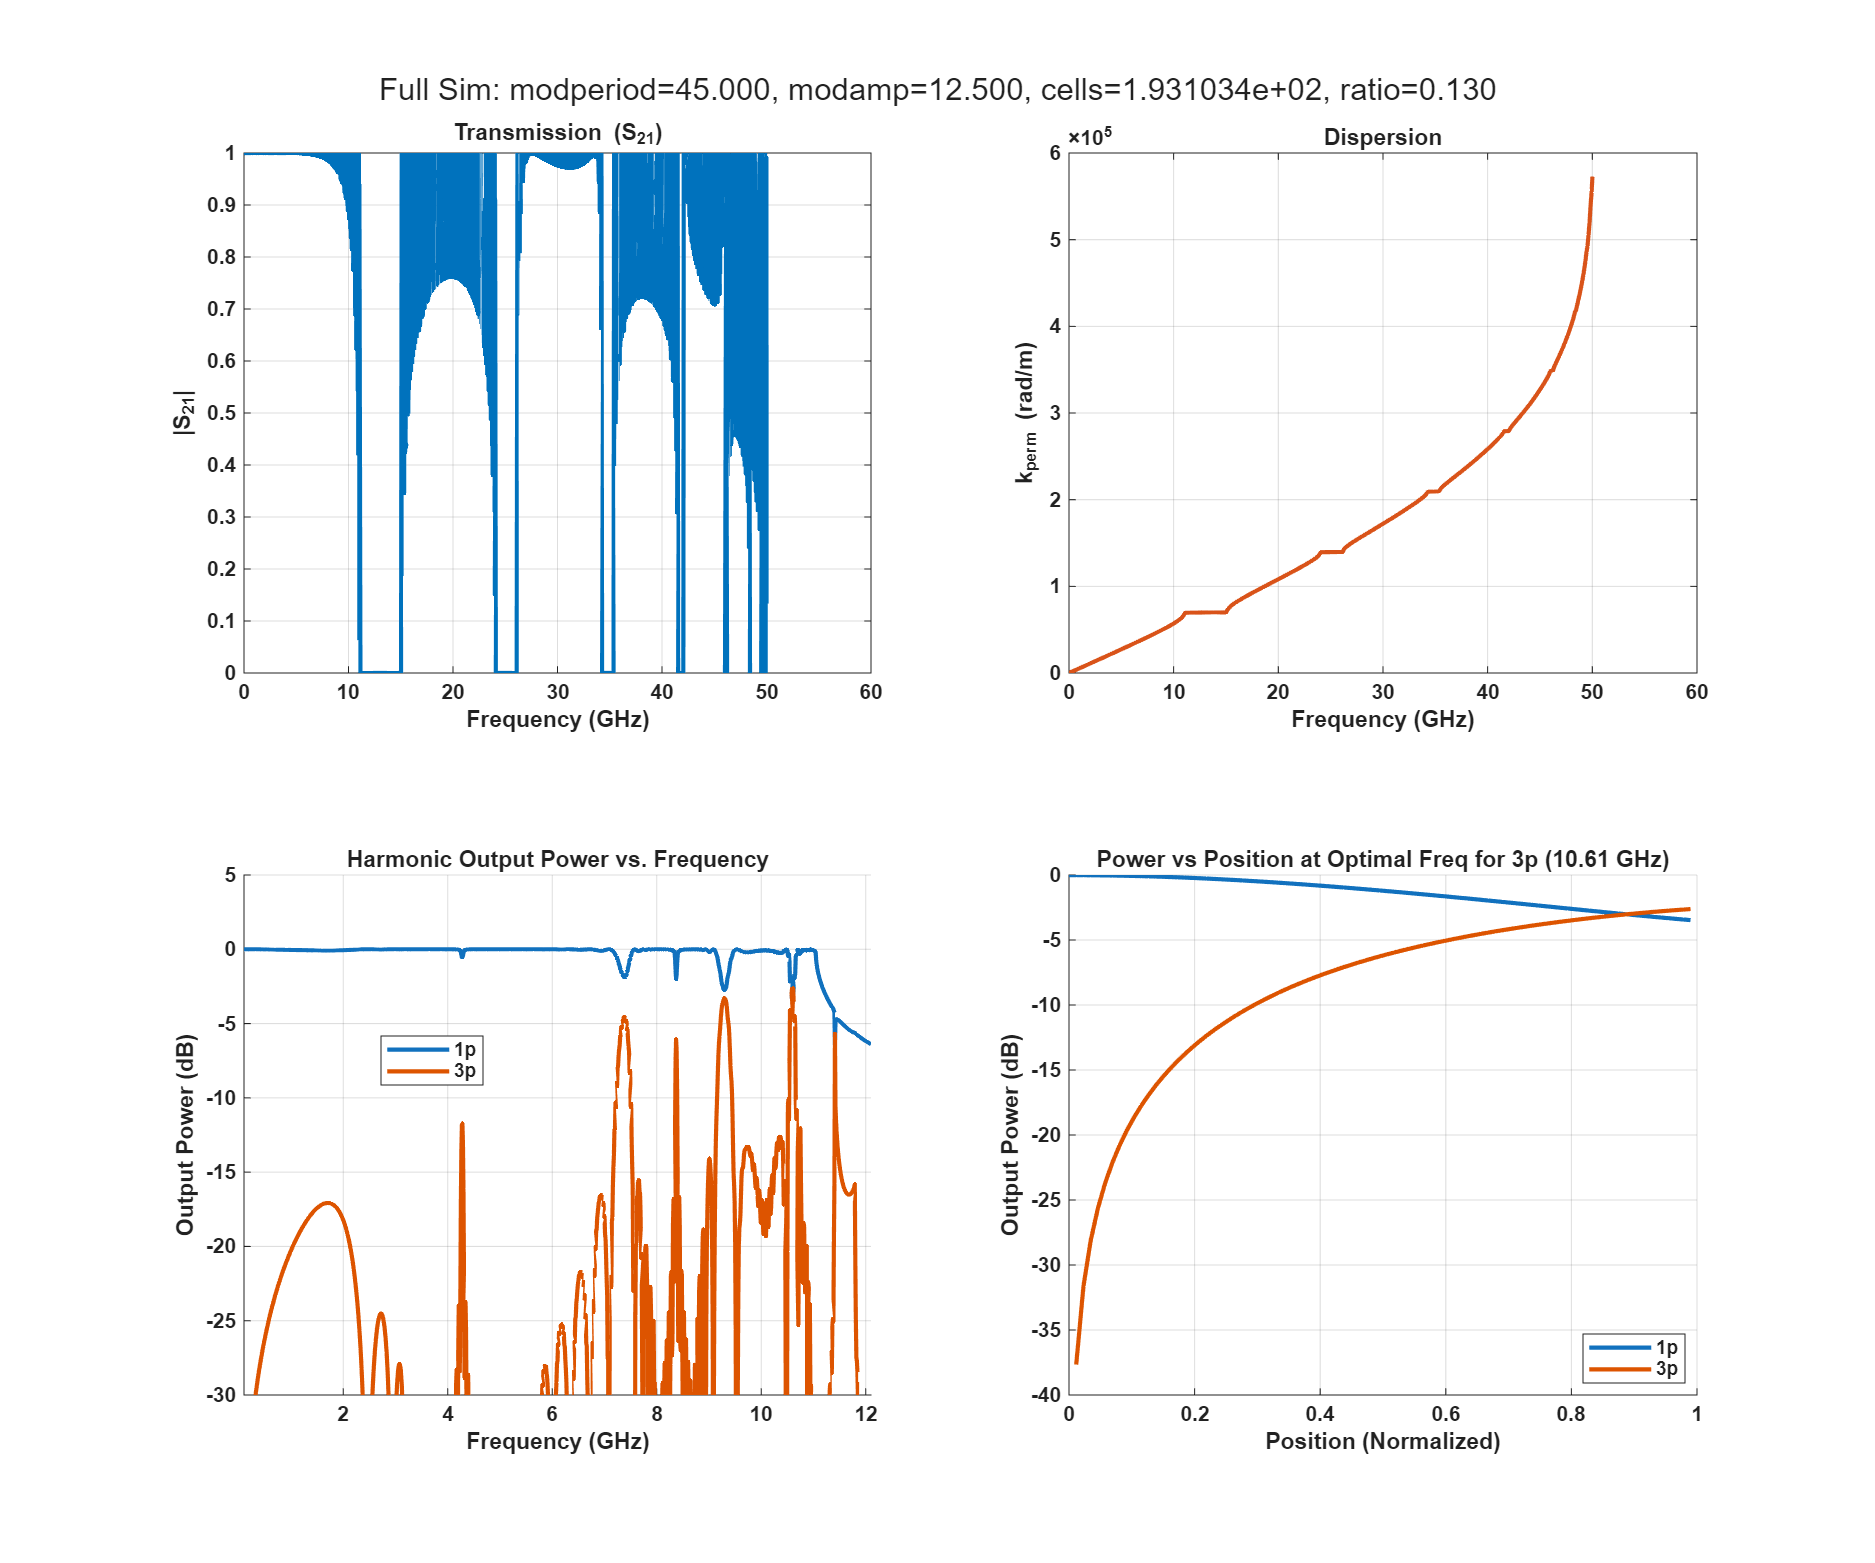 Full Sim: modperiod=45.000, modamp=12.500, cells=1.931034e+02, ratio=0.130
Transmission (S21)
1
0.9
0.8
0.7
0.6
0.5
0.4
0.3
0.2
0.1
0
|S21|
0 10 20 30 40 50 60
Frequency (GHz)
×10^5
Dispersion
6
5
4
3
2
1
0
kperm (rad/m)
0 10 20 30 40 50 60
Frequency (GHz)
Harmonic Output Power vs. Frequency
5
0
-5
-10
-15
-20
-25
-30
Output Power (dB)
1p
3p
2 4 6 8 10 12
Frequency (GHz)
Power vs Position at Optimal Freq for 3p (10.61 GHz)
0
-5
-10
-15
-20
-25
-30
-35
-40
Output Power (dB)
1p
3p
0 0.2 0.4 0.6 0.8 1
Position (Normalized)